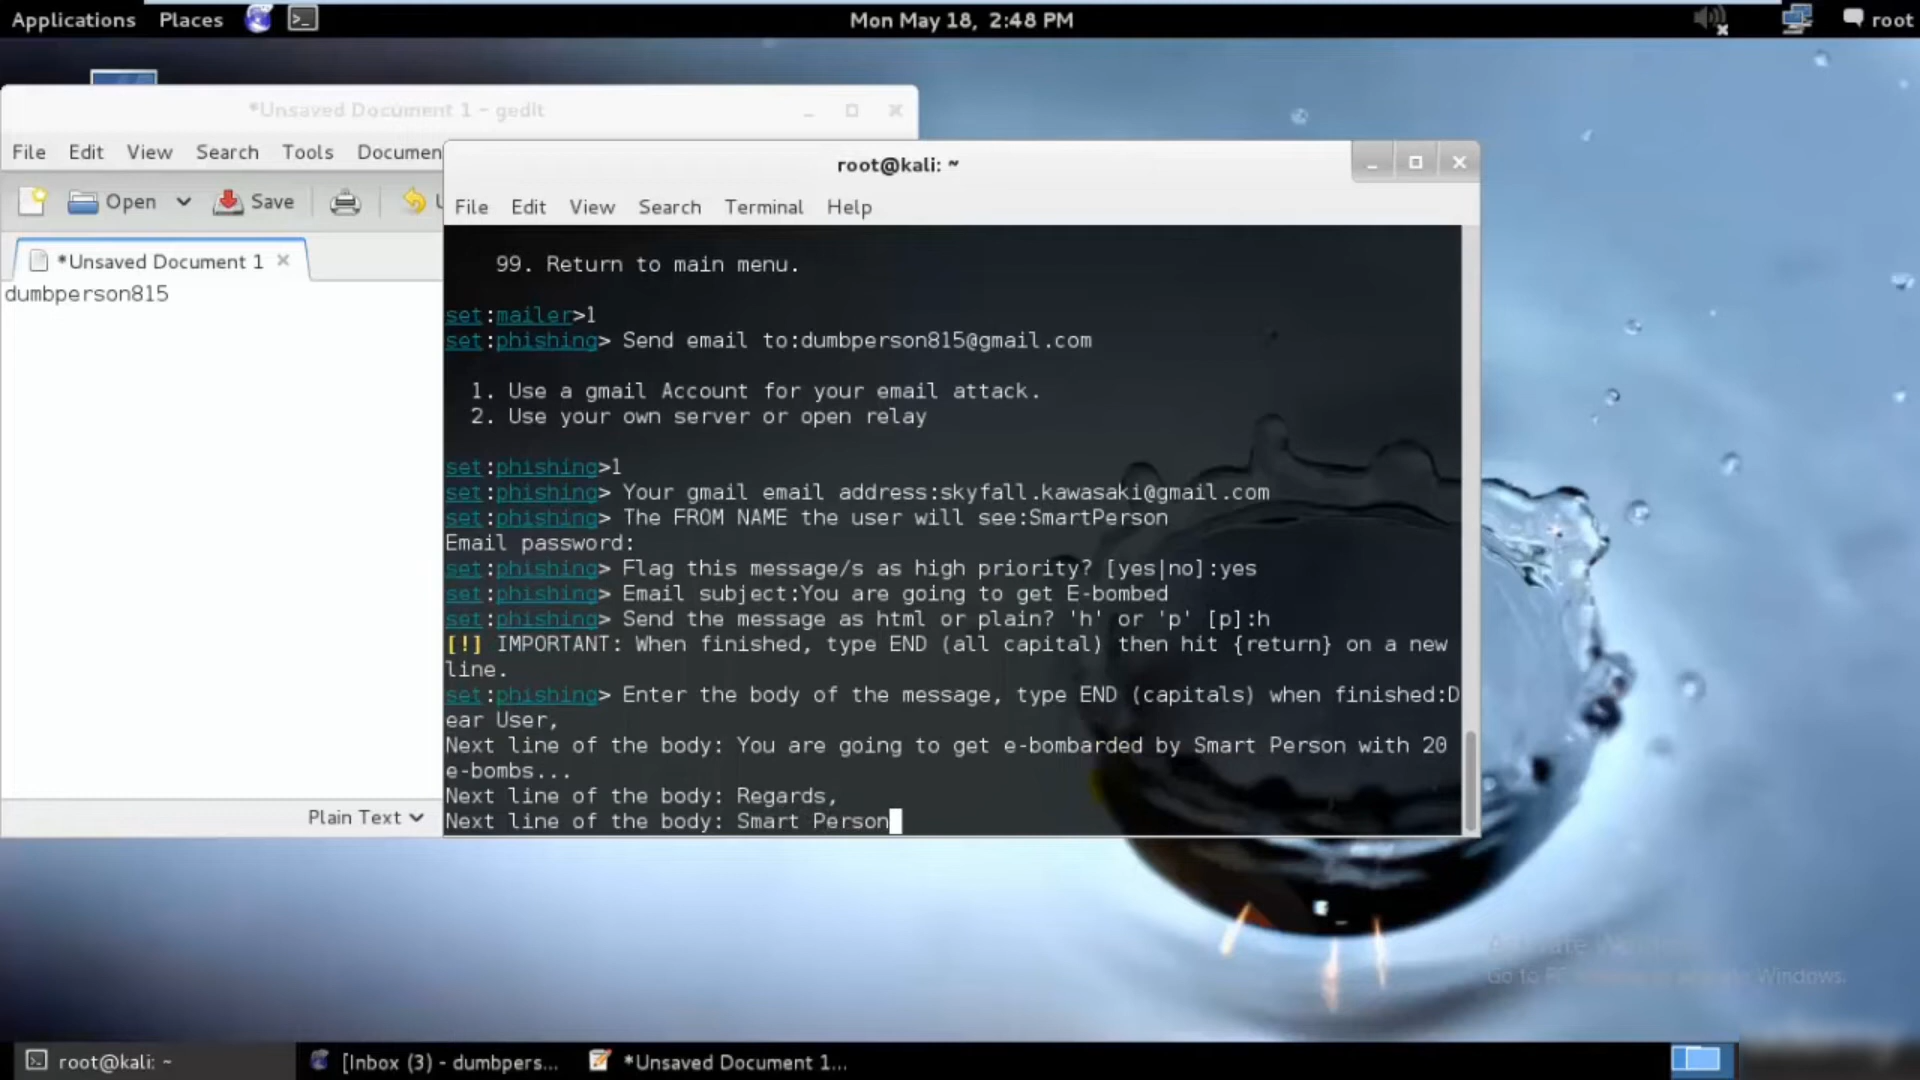 Applications Places Mon May 18, 2:48 PM root
*Unsaved Document 1 - gedit
File Edit View Search Tools Documen
Open Save U
*Unsaved Document 1
dumbperson815
Plain Text
root@kali: ~
File Edit View Search Terminal Help
99. Return to main menu.
set:mailer>1
set:phishing> Send email to:dumbperson815@gmail.com
1. Use a gmail Account for your email attack.
2. Use your own server or open relay
set:phishing>1
set:phishing> Your gmail email address:skyfall.kawasaki@gmail.com
set:phishing> The FROM NAME the user will see:SmartPerson
Email password:
set:phishing> Flag this message/s as high priority? [yes|no]:yes
set:phishing> Email subject:You are going to get E-bombed
set:phishing> Send the message as html or plain? 'h' or 'p' [p]:h
[!] IMPORTANT: When finished, type END (all capital) then hit {return} on a new
line.
set:phishing> Enter the body of the message, type END (capitals) when finished:D
ear User,
Next line of the body: You are going to get e-bombarded by Smart Person with 20
e-bombs...
Next line of the body: Regards,
Next line of the body: Smart Person
Go to PC Windows.
root@kali: ~ [Inbox (3) - dumbpers... *Unsaved Document 1...